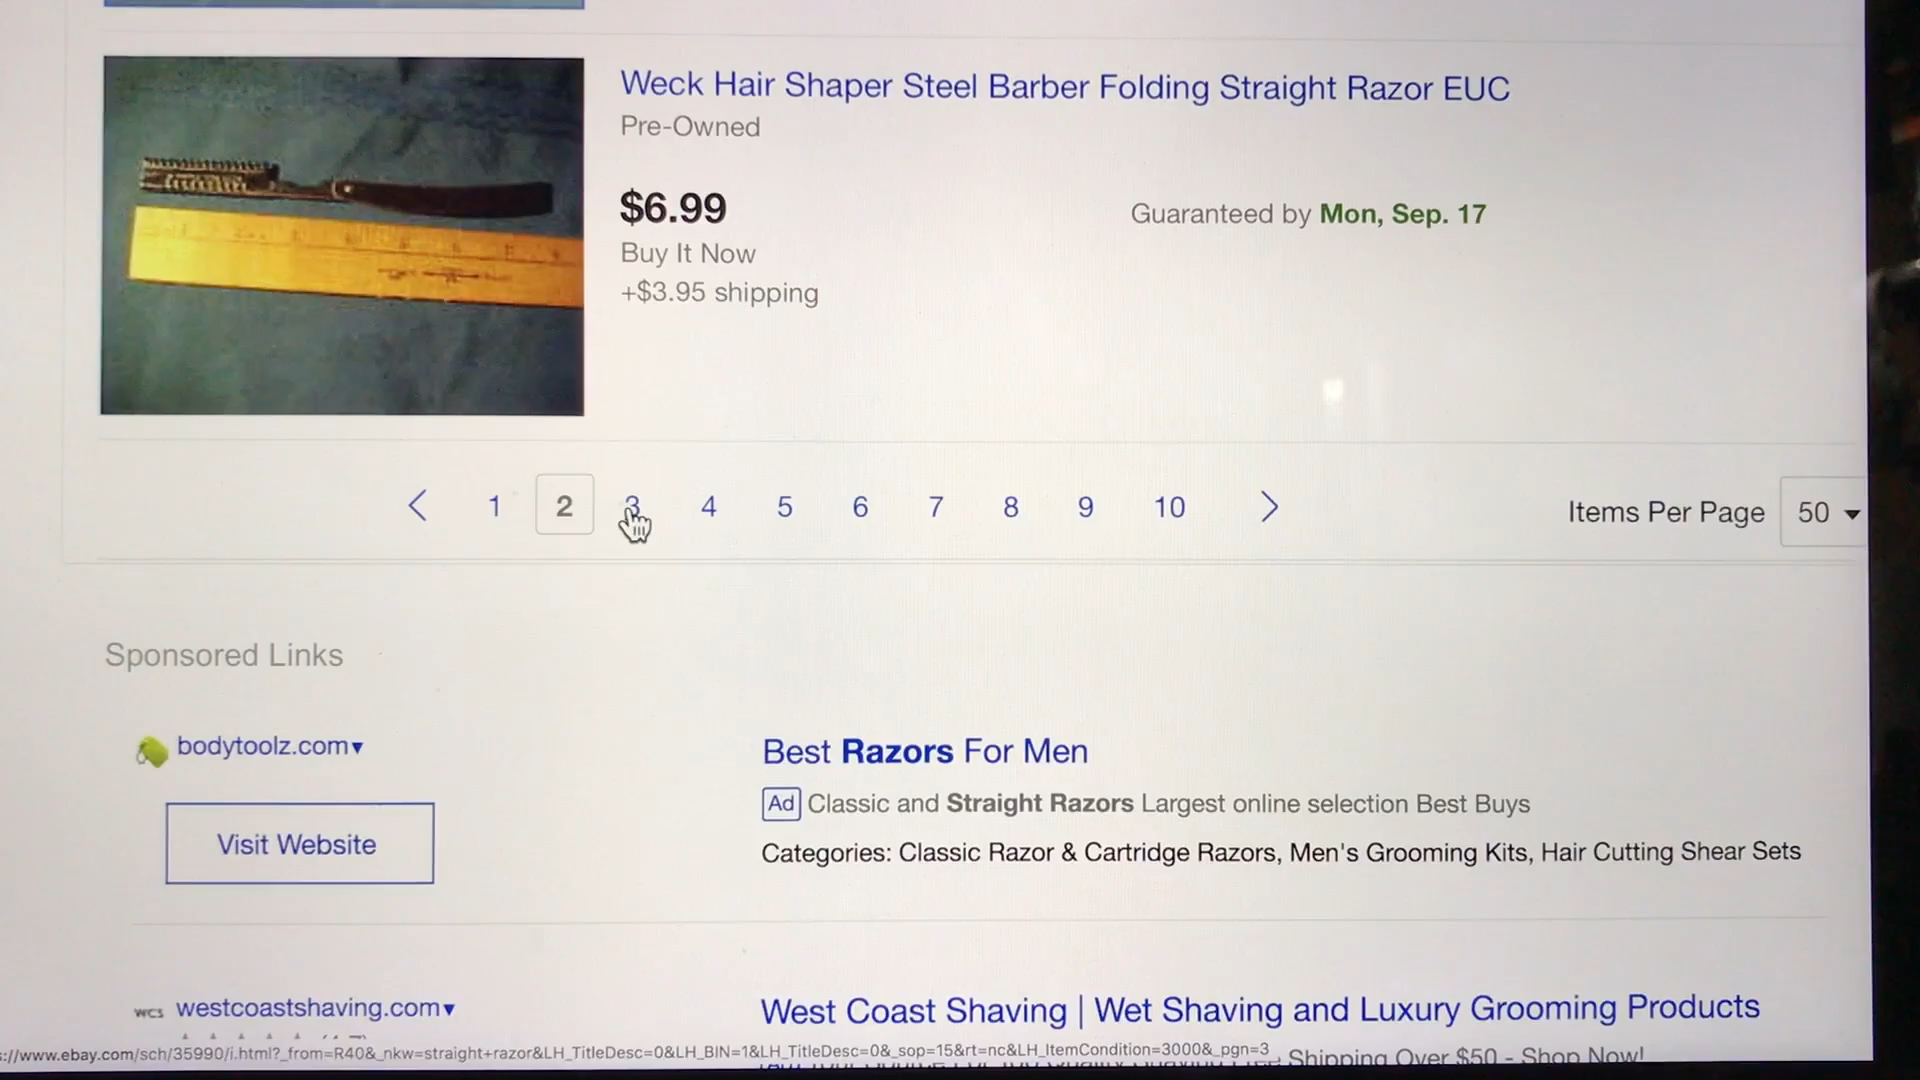 Weck Hair Shaper Steel Barber Folding Straight Razor EUC
Pre-Owned
$6.99
Guaranteed by Mon, Sep. 17
Buy It Now
+$3.95 shipping
1 2 3 4 5 6 7 8 9 10
Items Per Page 50
Sponsored Links
bodytoolz.com
Best Razors For Men
Ad Classic and Straight Razors Largest online selection Best Buys
Visit Website
Categories: Classic Razor & Cartridge Razors, Men's Grooming Kits, Hair Cutting Shear Sets
wcs westcoastshaving.com
West Coast Shaving | Wet Shaving and Luxury Grooming Products
://www.ebay.com/sch/35990/i.html?_from=R40&_nkw=straight+razor&LH_TitleDesc=0&LH_BIN=1&LH_TitleDesc=0&_sop=15&rt=nc&LH_ItemCondition=3000&_pgn=3
Shipping Over $50 - Shop Now!